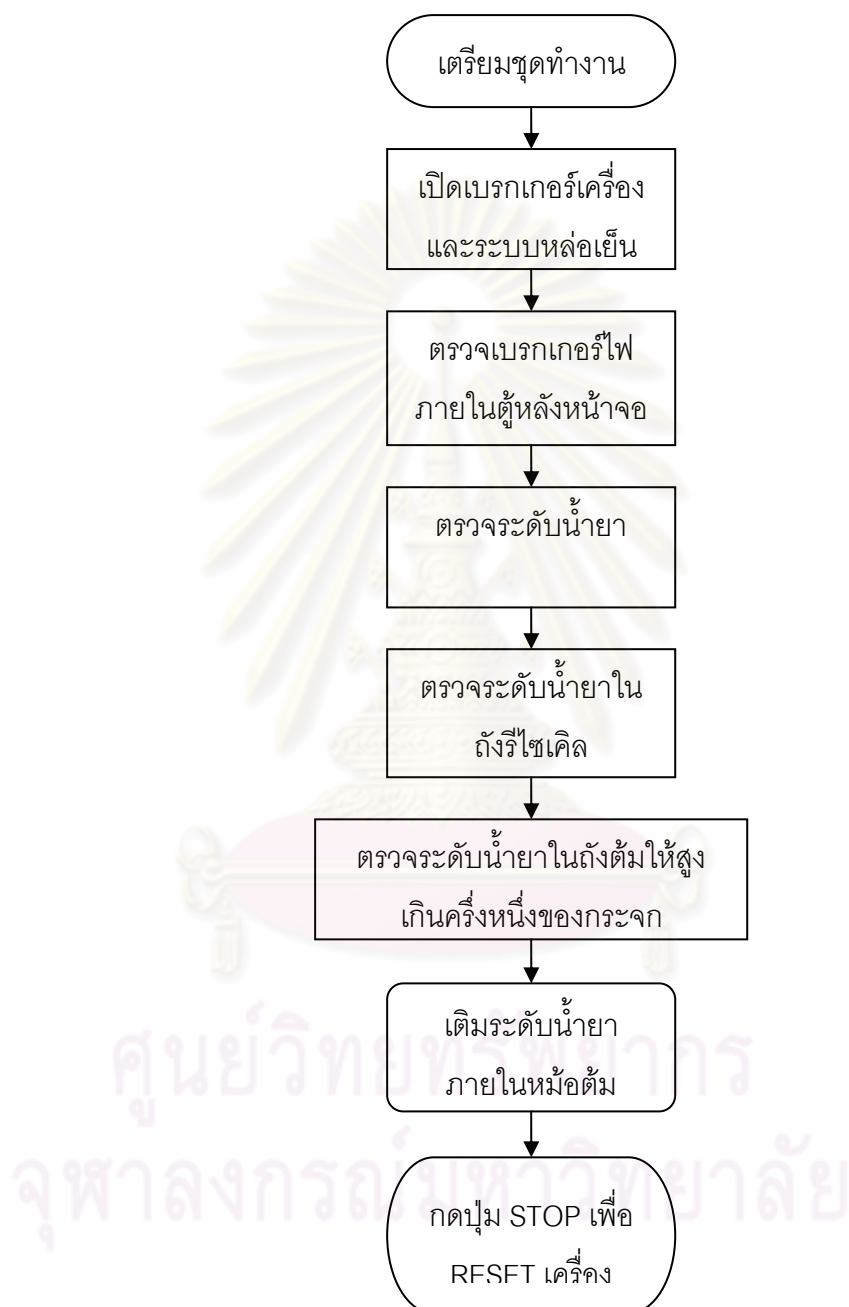 เตรียมชุดทำงาน
เปิดเบรกเกอร์เครื่อง
และระบบหล่อเย็น
ตรวจเบรกเกอร์ไฟ
ภายในตู้หลังหน้าจอ
ตรวจระดับน้ำยา
ตรวจระดับน้ำยาใน
ถังรีไซเคิล
ตรวจระดับน้ำยาในถังต้มให้สูง
เกินครึ่งหนึ่งของกระจก
เติมระดับน้ำยา
ภายในหม้อต้ม
กดปุ่ม STOP เพื่อ
RESET เครื่อง
ศูนย์วิทยทรัพยากร
จุฬาลงกรณ์มหาวิทยาลัย